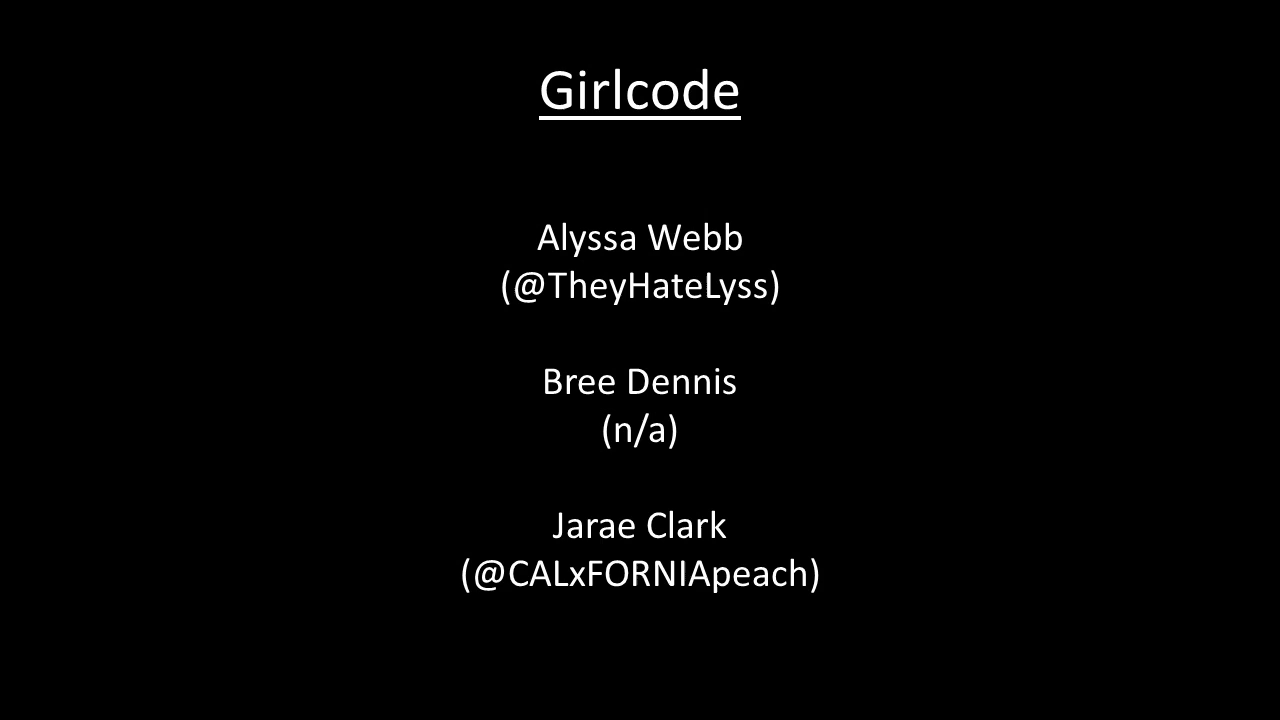 Girlcode
Alyssa Webb
(@TheyHateLyss)
Bree Dennis
(n/a)
Jarae Clark
(@CALxFORNIApeach)